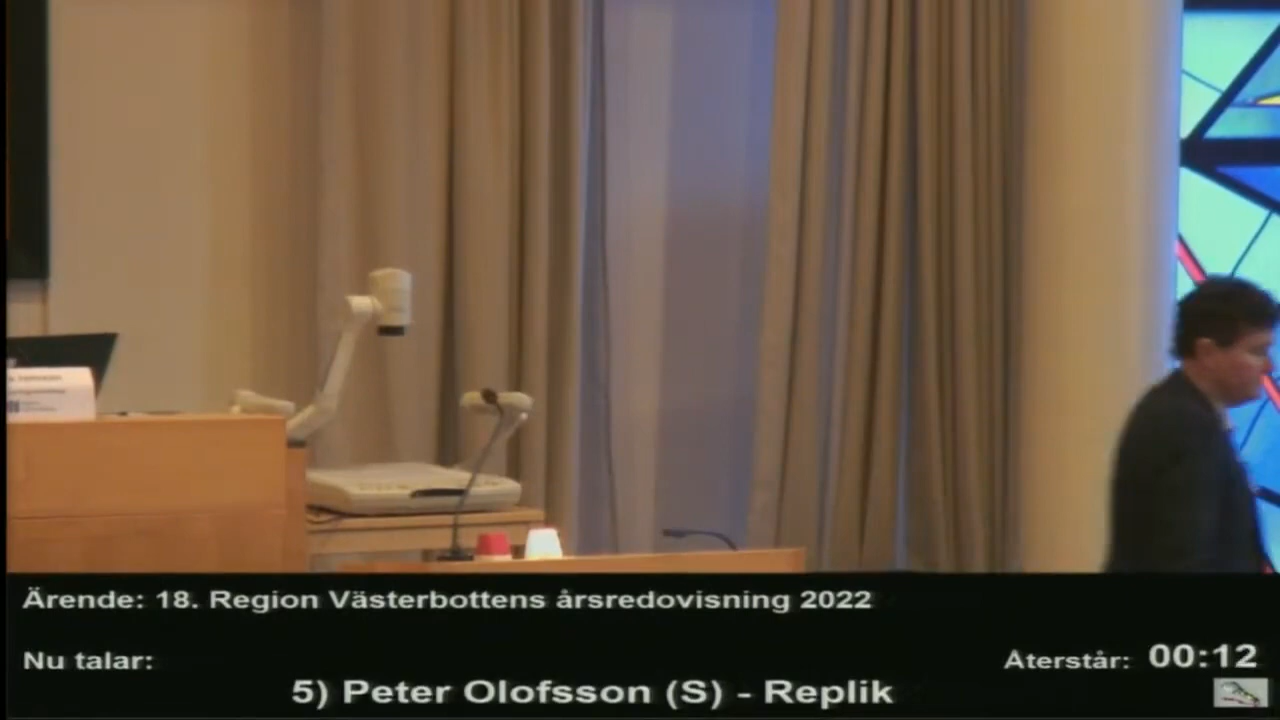 Ärende: 18. Region Västerbottens årsredovisning 2022
Nu talar:
Återstår: 00:12
5) Peter Olofsson (S) - Replik